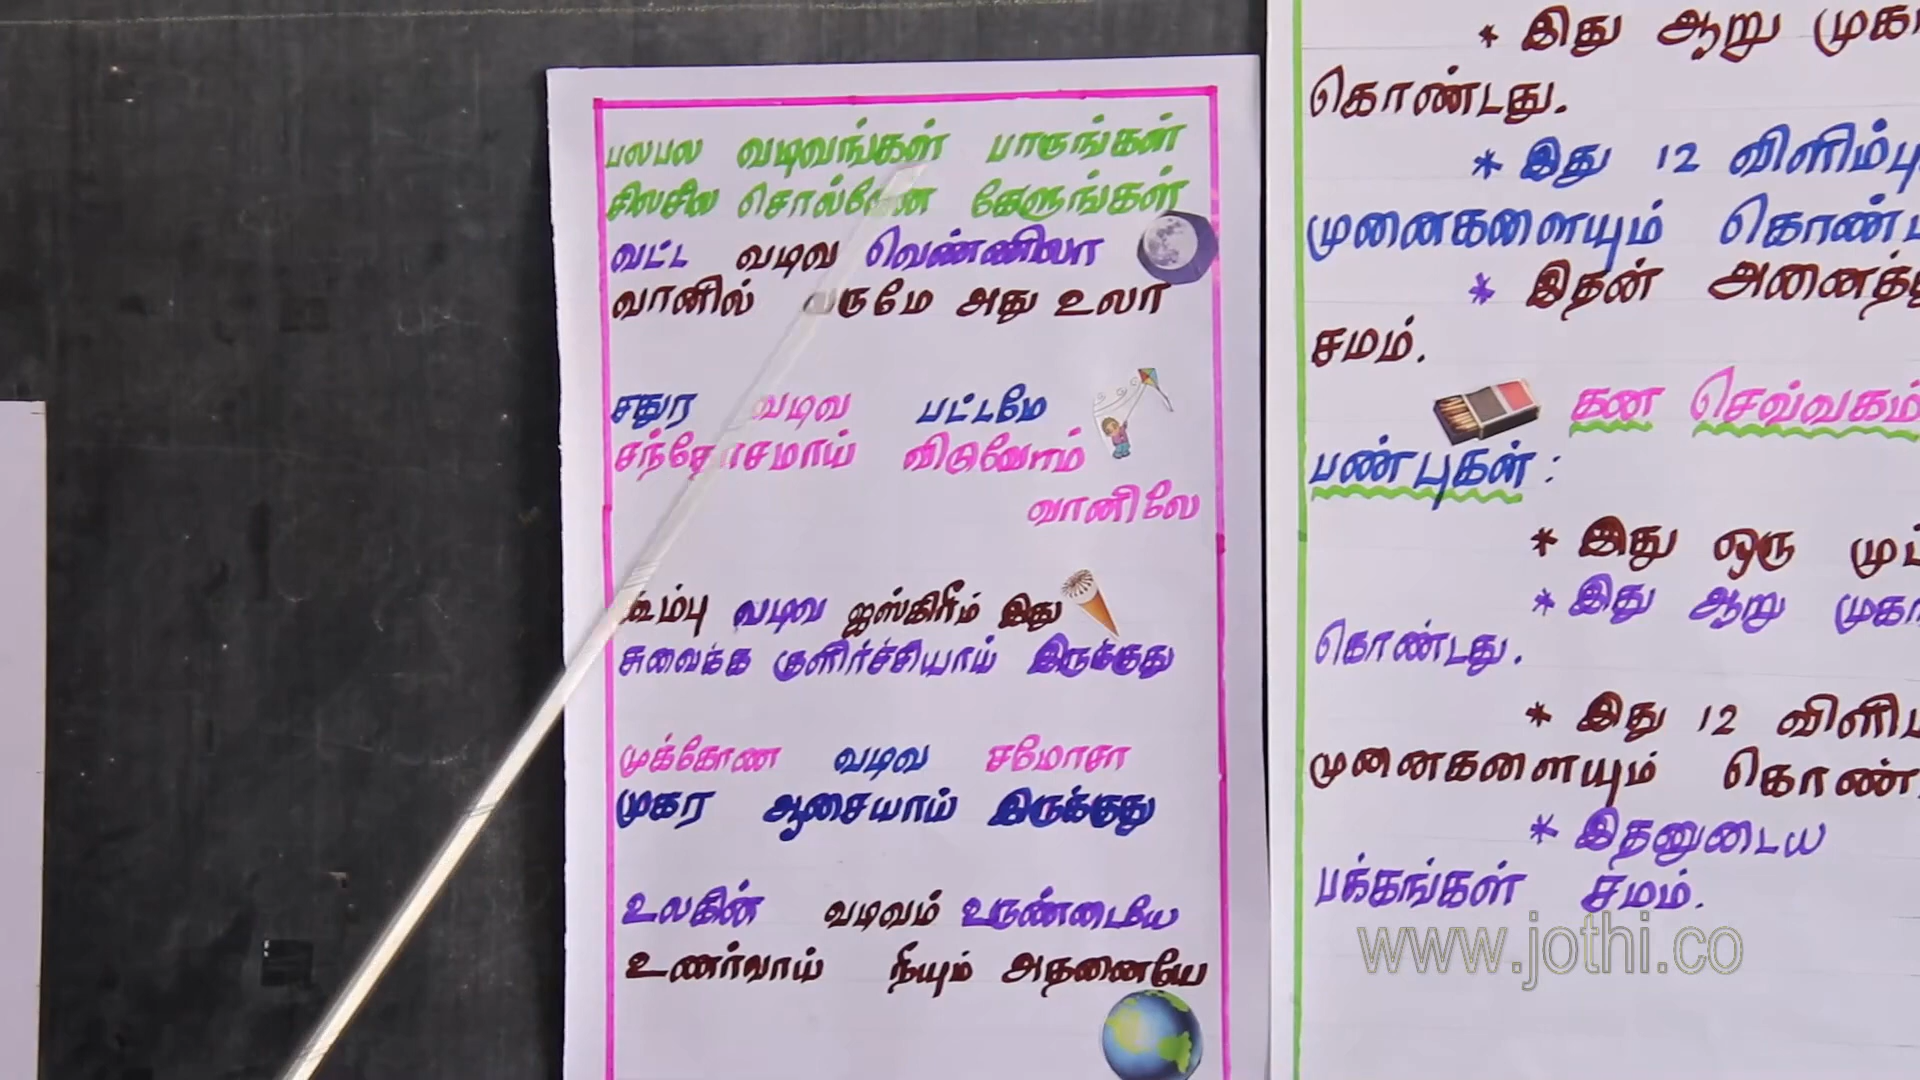 பலபல வடிவங்கள் பாருங்கள்
சிலசில சொல்வேன் கேளுங்கள்
வட்ட வடிவ வெண்ணிலா
வானில் வருமே அது உலா
சதுர வடிவ பட்டமே
சந்தோசமாய் விடுவோம்
வானிலே
கூம்பு வடிவ ஐஸ்கிரீம் இது
சுவைக்க குளிர்ச்சியாய் இருக்குது
முக்கோண வடிவ சமோசா
முகர ஆசையாய் இருக்குது
உலகின் வடிவம் உருண்டையே
உணர்வாய் நீயும் அதனையே
* இது ஆறு
கொண்டது.
* இது 12
முனைகளையும்
* இதன்
சமம்.
கன செவ்வகம்
பண்புகள் :
* இது ஒரு
* இது ஆறு
கொண்டது.
* இது 12
முனைகளையும்
* இதனுடைய
பக்கங்கள் சமம்.
www.jothi.co